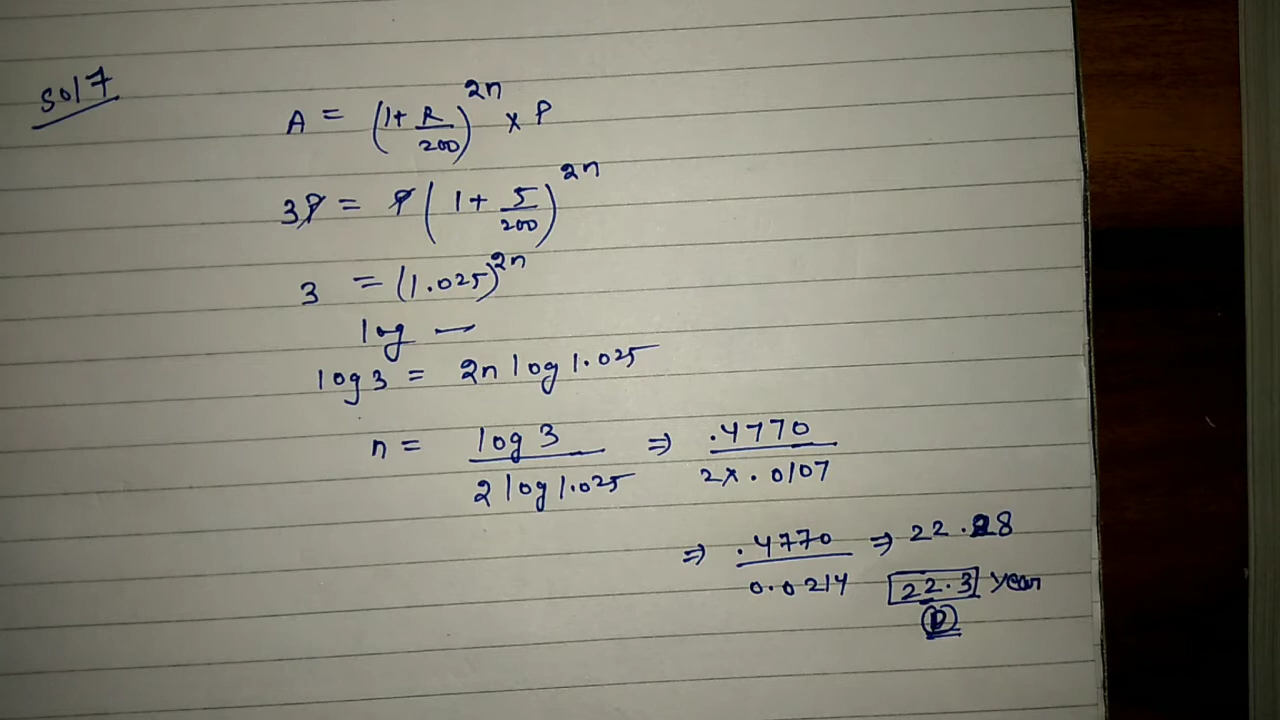 Sol 7
A = (1+ R/200)^2n × P
3P = P(1+ 5/200)^2n
3 = (1.025)^2n
log —
log 3 = 2n log 1.025
n = log 3 / 2 log 1.025 ⇒ .4770 / 2×.0107
⇒ .4770 / 0.0214 ⇒ 22.28
22.3 year
D